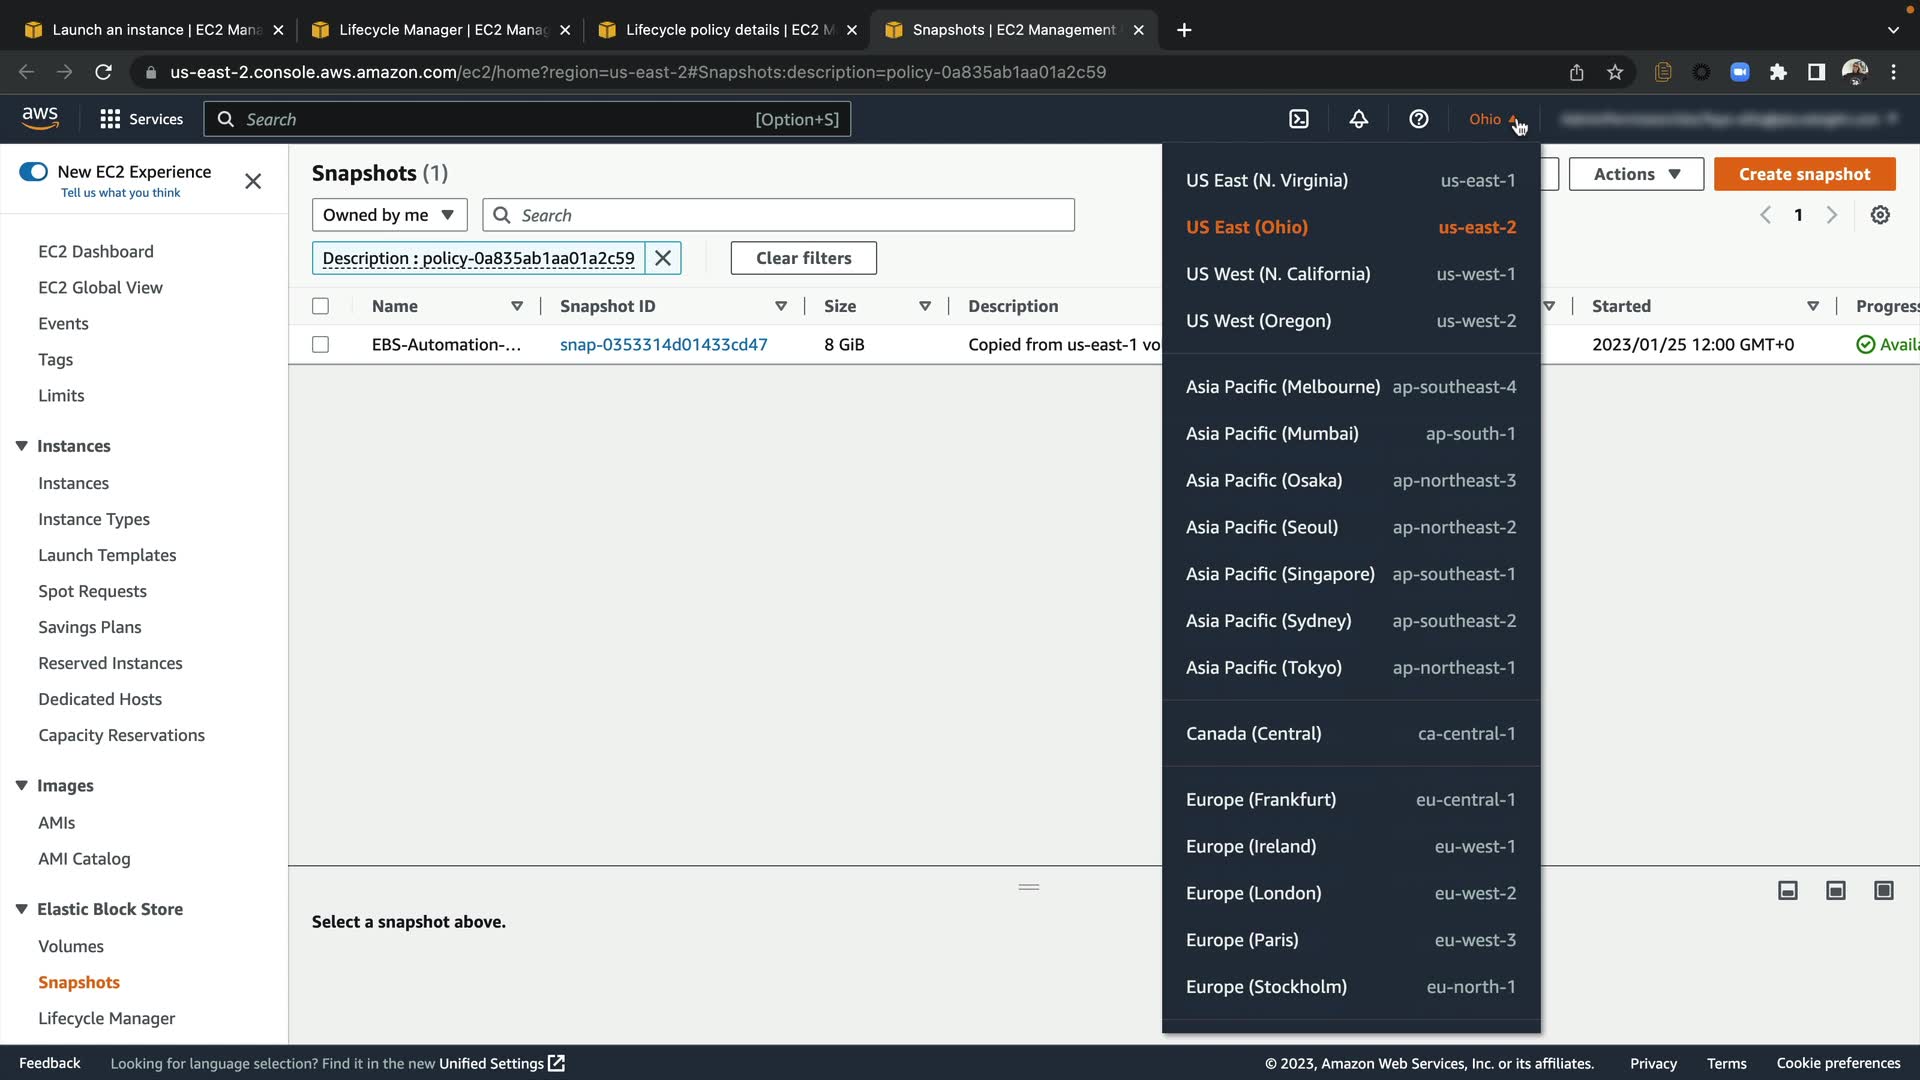 Launch an instance | EC2 Mana
Lifecycle Manager | EC2 Manag
Lifecycle policy details | EC2 M
Snapshots | EC2 Management
us-east-2.console.aws.amazon.com/ec2/home?region=us-east-2#Snapshots:description=policy-0a835ab1aa01a2c59
aws
Services
Search
[Option+S]
Ohio
New EC2 Experience
Tell us what you think
EC2 Dashboard
EC2 Global View
Events
Tags
Limits
Instances
Instances
Instance Types
Launch Templates
Spot Requests
Savings Plans
Reserved Instances
Dedicated Hosts
Capacity Reservations
Images
AMIs
AMI Catalog
Elastic Block Store
Volumes
Snapshots
Lifecycle Manager
Snapshots (1)
Actions
Create snapshot
Owned by me
Search
1
Description : policy-0a835ab1aa01a2c59
Clear filters
Name Snapshot ID Size Description Started Progres
EBS-Automation-... snap-0353314d01433cd47 8 GiB Copied from us-east-1 vo 2023/01/25 12:00 GMT+0 Availa
US East (N. Virginia) us-east-1
US East (Ohio) us-east-2
US West (N. California) us-west-1
US West (Oregon) us-west-2
Asia Pacific (Melbourne) ap-southeast-4
Asia Pacific (Mumbai) ap-south-1
Asia Pacific (Osaka) ap-northeast-3
Asia Pacific (Seoul) ap-northeast-2
Asia Pacific (Singapore) ap-southeast-1
Asia Pacific (Sydney) ap-southeast-2
Asia Pacific (Tokyo) ap-northeast-1
Canada (Central) ca-central-1
Europe (Frankfurt) eu-central-1
Europe (Ireland) eu-west-1
Europe (London) eu-west-2
Europe (Paris) eu-west-3
Europe (Stockholm) eu-north-1
Select a snapshot above.
Feedback
Looking for language selection? Find it in the new Unified Settings
© 2023, Amazon Web Services, Inc. or its affiliates.
Privacy
Terms
Cookie preferences